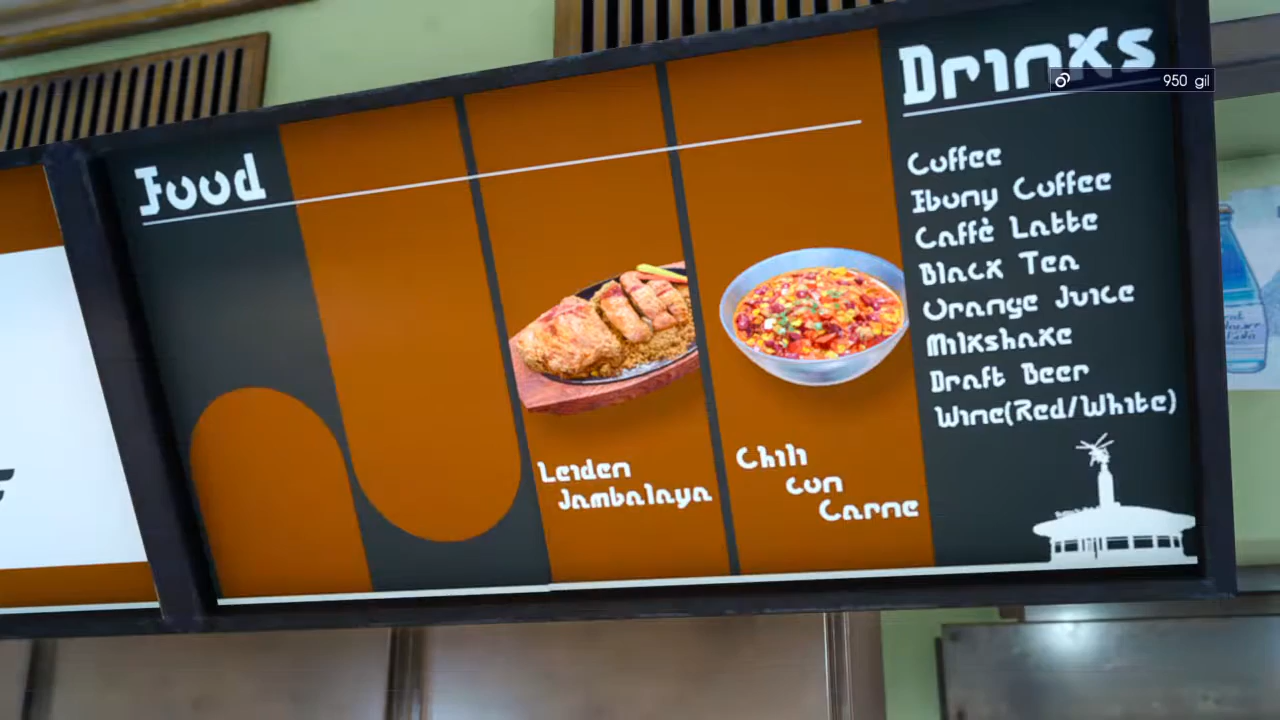 Food
Leiden
Jambalaya
Chili
con
Carne
Drinks
950 gil
Coffee
Ebony Coffee
Caffè Latte
Black Tea
Orange Juice
Milkshake
Draft Beer
Wine(Red/White)